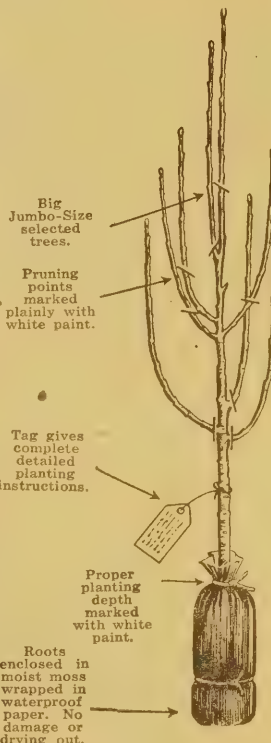 Big
Jumbo-Size
selected
trees.
Pruning
points
marked
plainly with
white paint.
Tag gives
complete
detailed
planting
instructions.
Proper
planting
depth
marked
with white
paint.
Roots
enclosed in
moist moss
wrapped in
waterproof
paper. No
damage or
drying out.